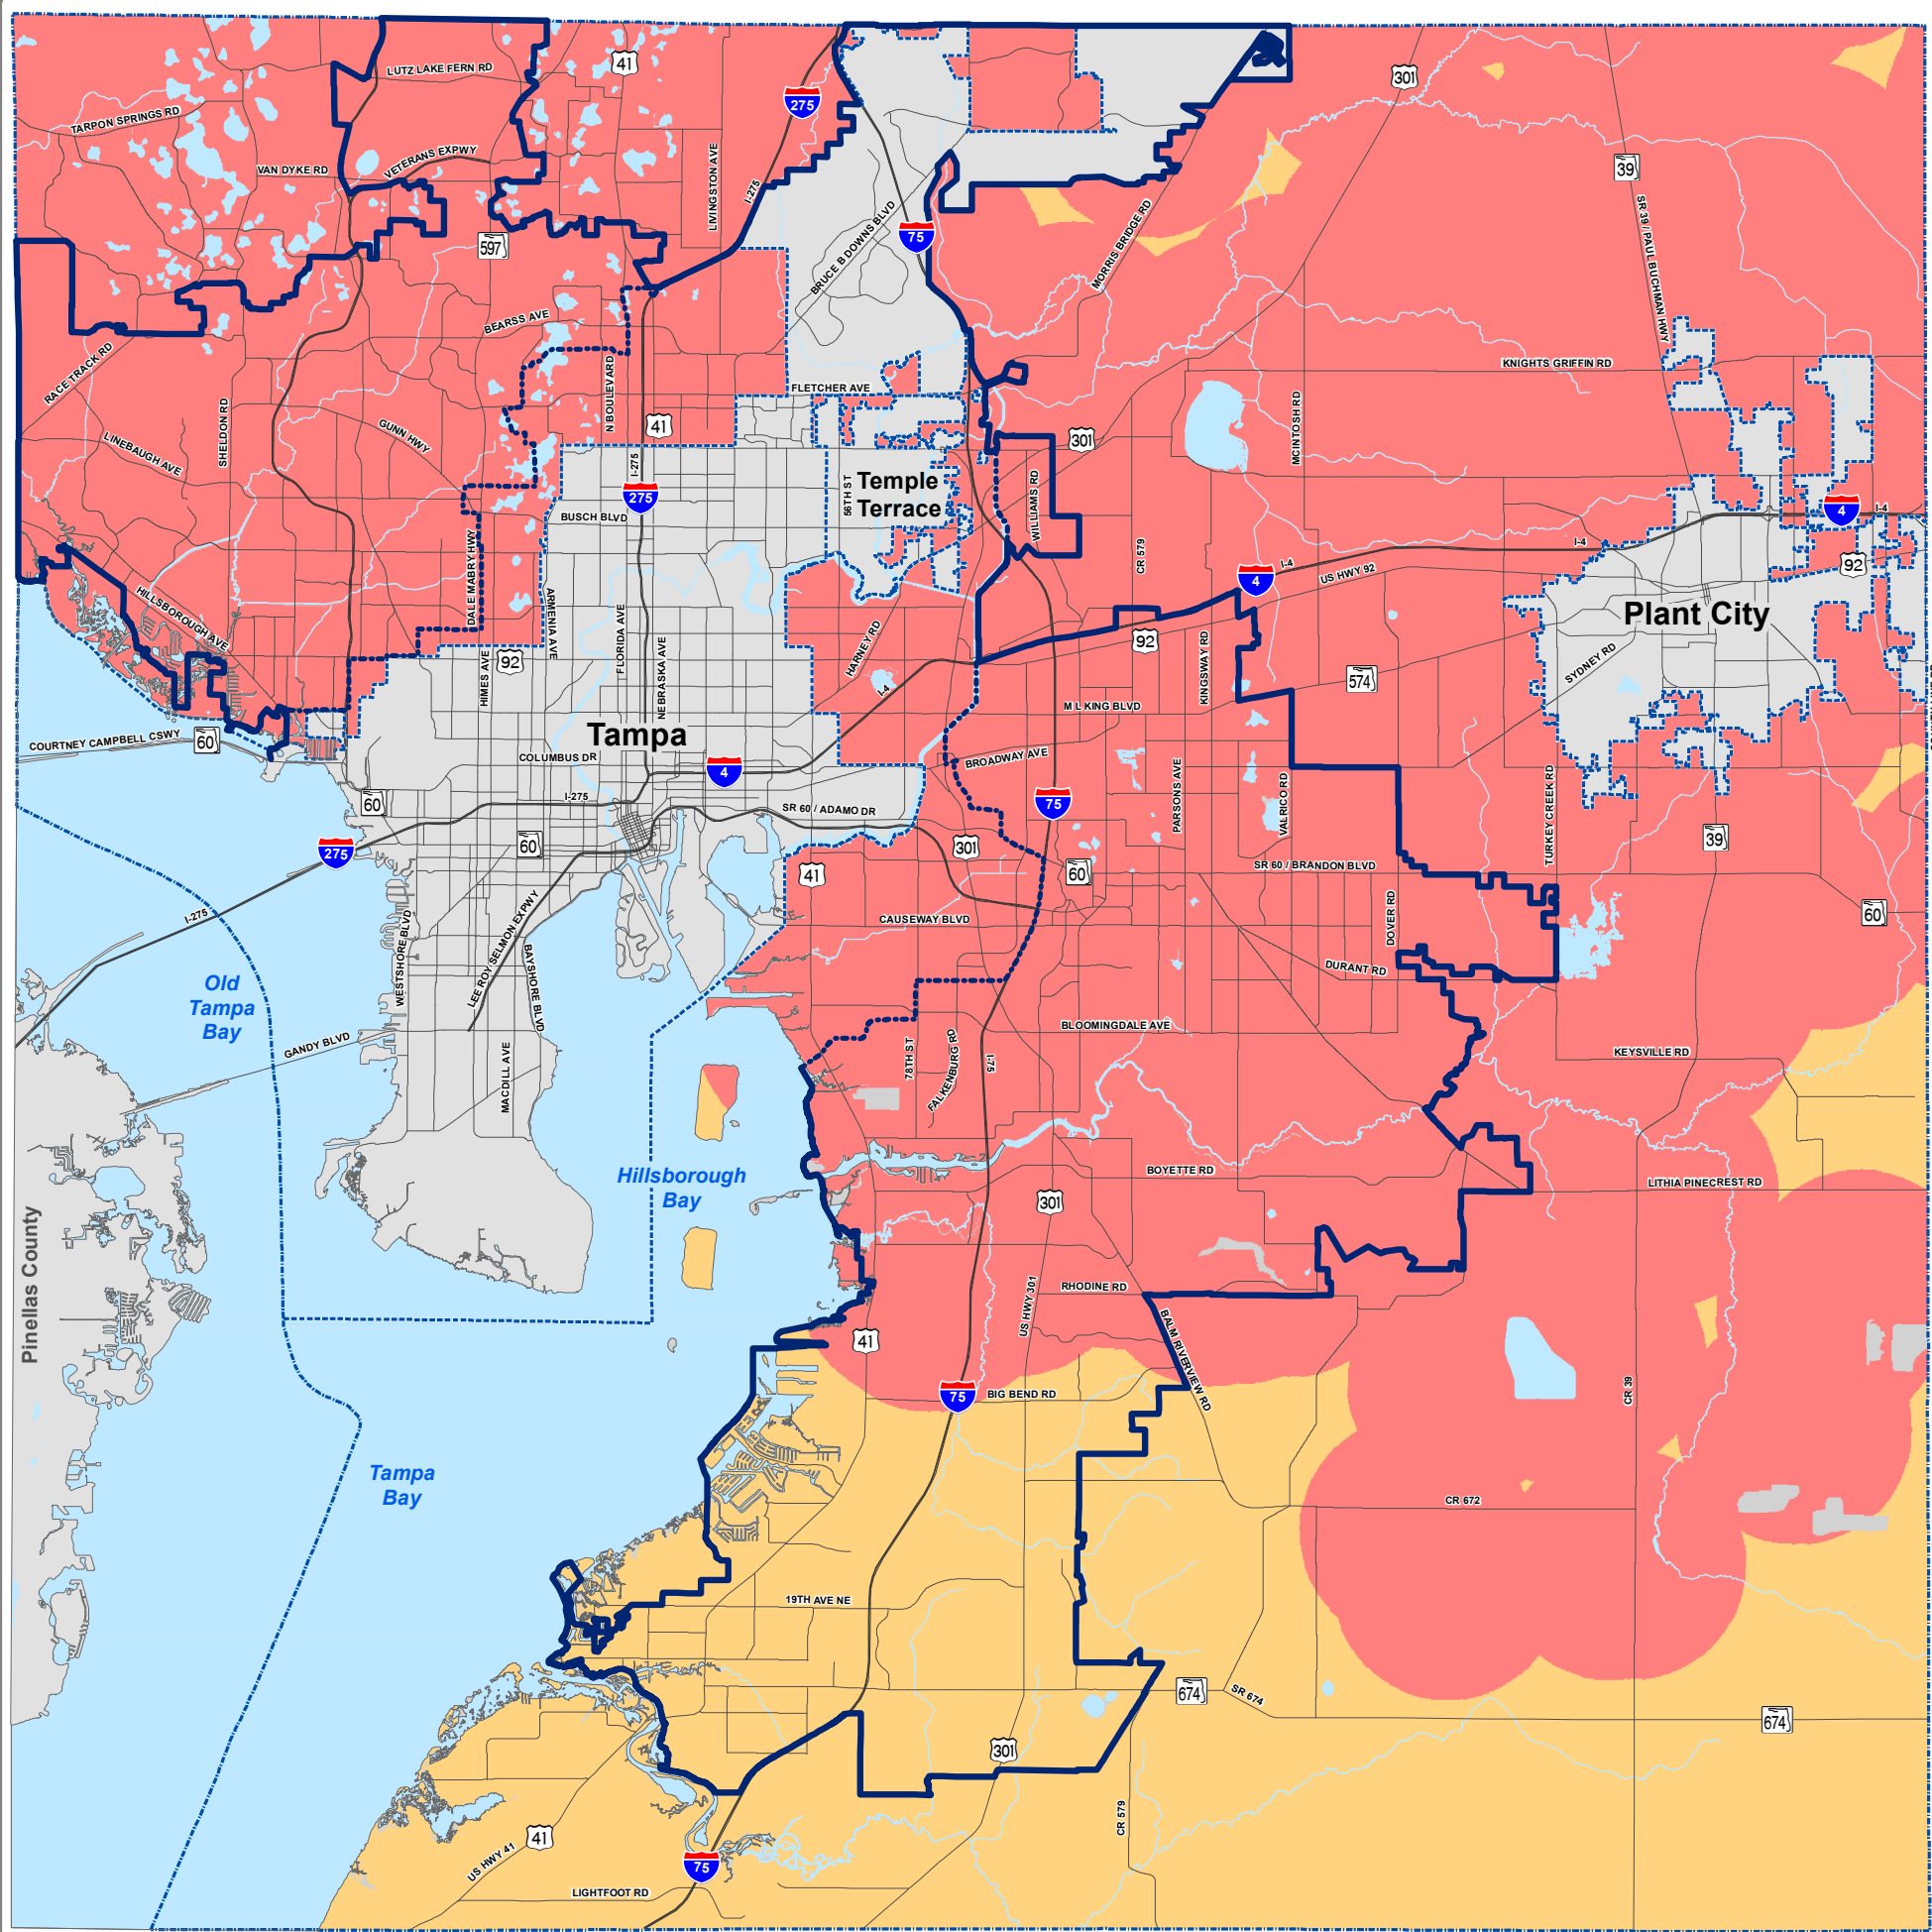 LUTZ LAKE FERN RD
41
301
275
TARPON SPRINGS RD
VAN DYKE RD
VETERANS EXPWY
LIVINGSTON AVE
I-275
39
SR 39 / PAUL BUCHMAN HWY
597
75
BRUCE B DOWNS BLVD
MORRIS BRIDGE RD
BEARSS AVE
RACE TRACK RD
N BOULEVARD
KNIGHTS GRIFFIN RD
FLETCHER AVE
SHELDON RD
GUNN HWY
LINEBAUGH AVE
41
301
MCINTOSH RD
I-275
275
56TH ST
Temple
Terrace
WILLIAMS RD
BUSCH BLVD
4
I-4
I-4
DALE MABRY HWY
CR 579
4
I-4
US HWY 92
92
HILLSBOROUGH AVE
ARMENIA AVE
FLORIDA AVE
NEBRASKA AVE
HARNEY RD
Plant City
92
HIMES AVE
92
KINGSWAY RD
SYDNEY RD
574
I-4
M L KING BLVD
COURTNEY CAMPBELL CSWY
60
Tampa
COLUMBUS DR
4
BROADWAY AVE
PARSONS AVE
VALRICO RD
TURKEY CREEK RD
60
I-275
SR 60 / ADAMO DR
75
275
60
301
39
41
60
SR 60 / BRANDON BLVD
I-275
WESTSHORE BLVD
LEE ROY SELMON EXPWY
BAYSHORE BLVD
CAUSEWAY BLVD
DOVER RD
60
DURANT RD
Old
Tampa
Bay
GANDY BLVD
MACDILL AVE
78TH ST
FALKENBURG RD
I-75
BLOOMINGDALE AVE
KEYSVILLE RD
Hillsborough
Bay
BOYETTE RD
LITHIA PINECREST RD
301
Pinellas County
US HWY 301
RHODINE RD
BALM RIVERVIEW RD
41
75
BIG BEND RD
CR 39
Tampa
Bay
CR 672
19TH AVE NE
674
SR 674
674
301
CR 579
41
US HWY 41
75
LIGHTFOOT RD